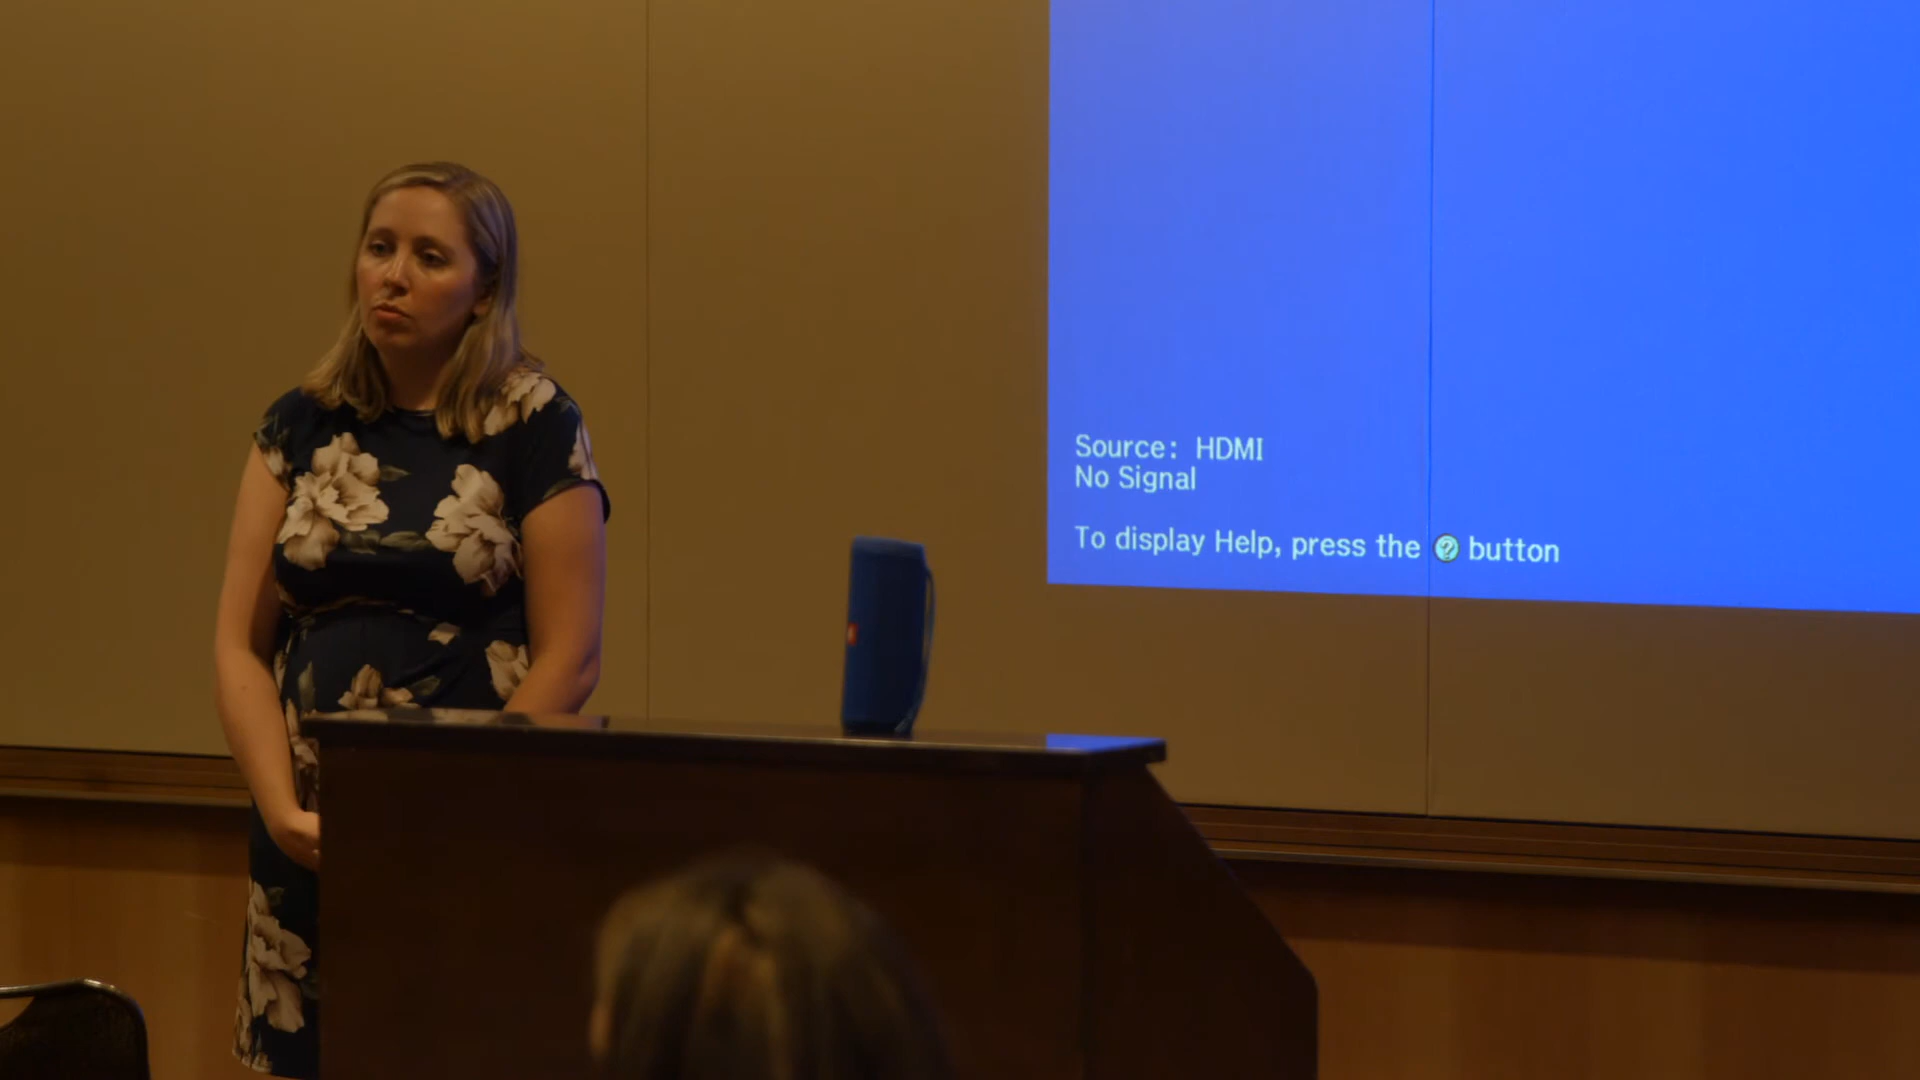 Source: HDMI
No Signal
To display Help, press the ? button